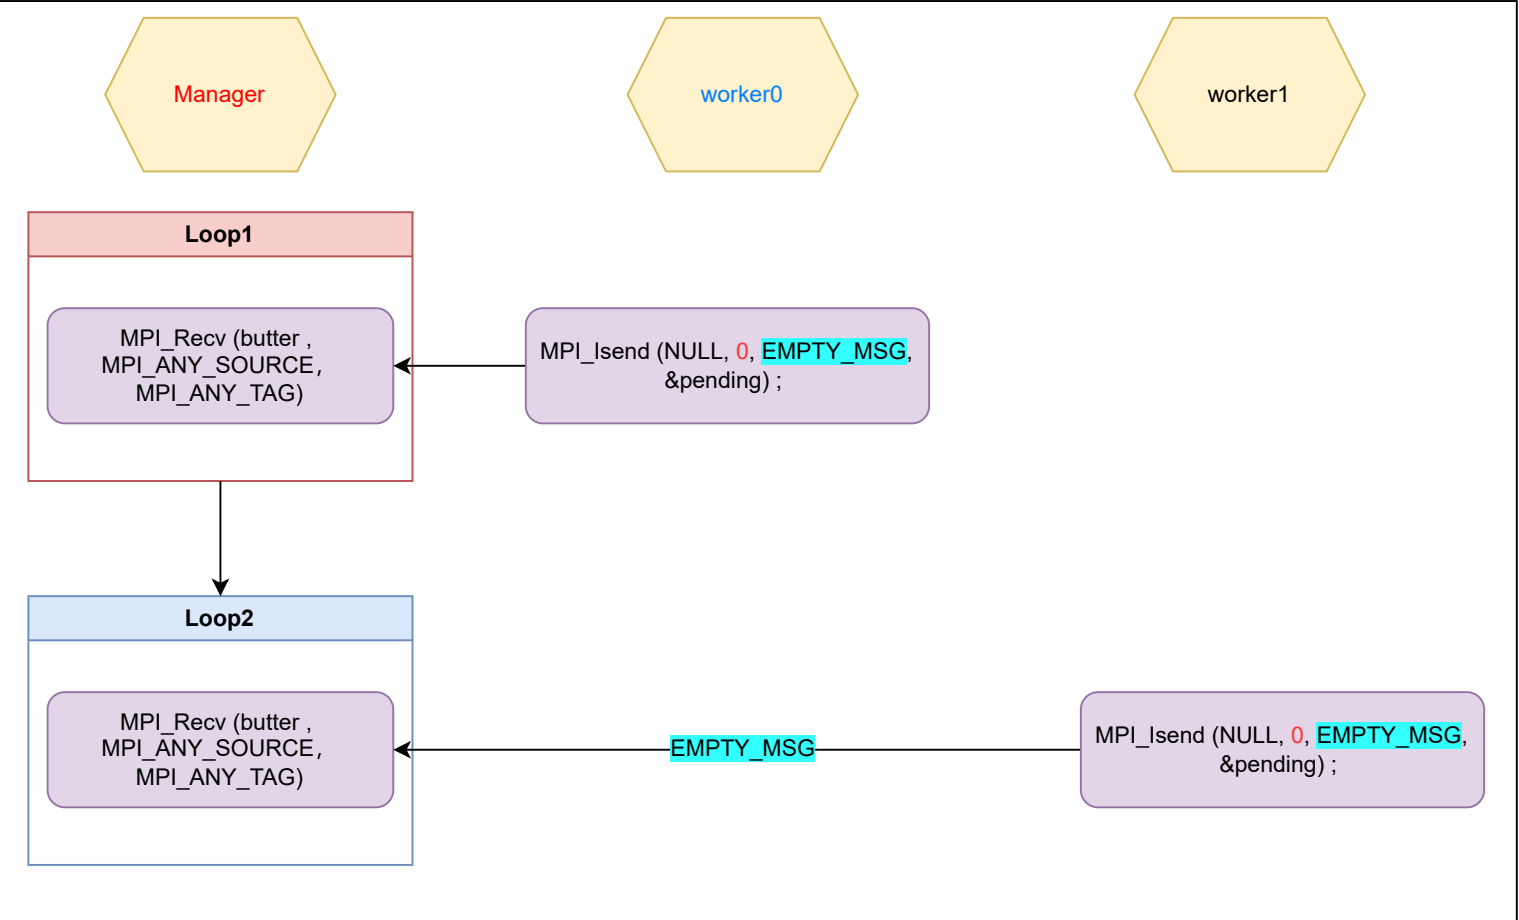 Manager
worker0
worker1
Loop1
MPI_Recv (butter ,
MPI_ANY_SOURCE,
MPI_ANY_TAG)
MPI_Isend (NULL, 0, EMPTY_MSG,
&pending) ;
Loop2
MPI_Recv (butter ,
MPI_ANY_SOURCE,
MPI_ANY_TAG)
EMPTY_MSG
MPI_Isend (NULL, 0, EMPTY_MSG,
&pending) ;